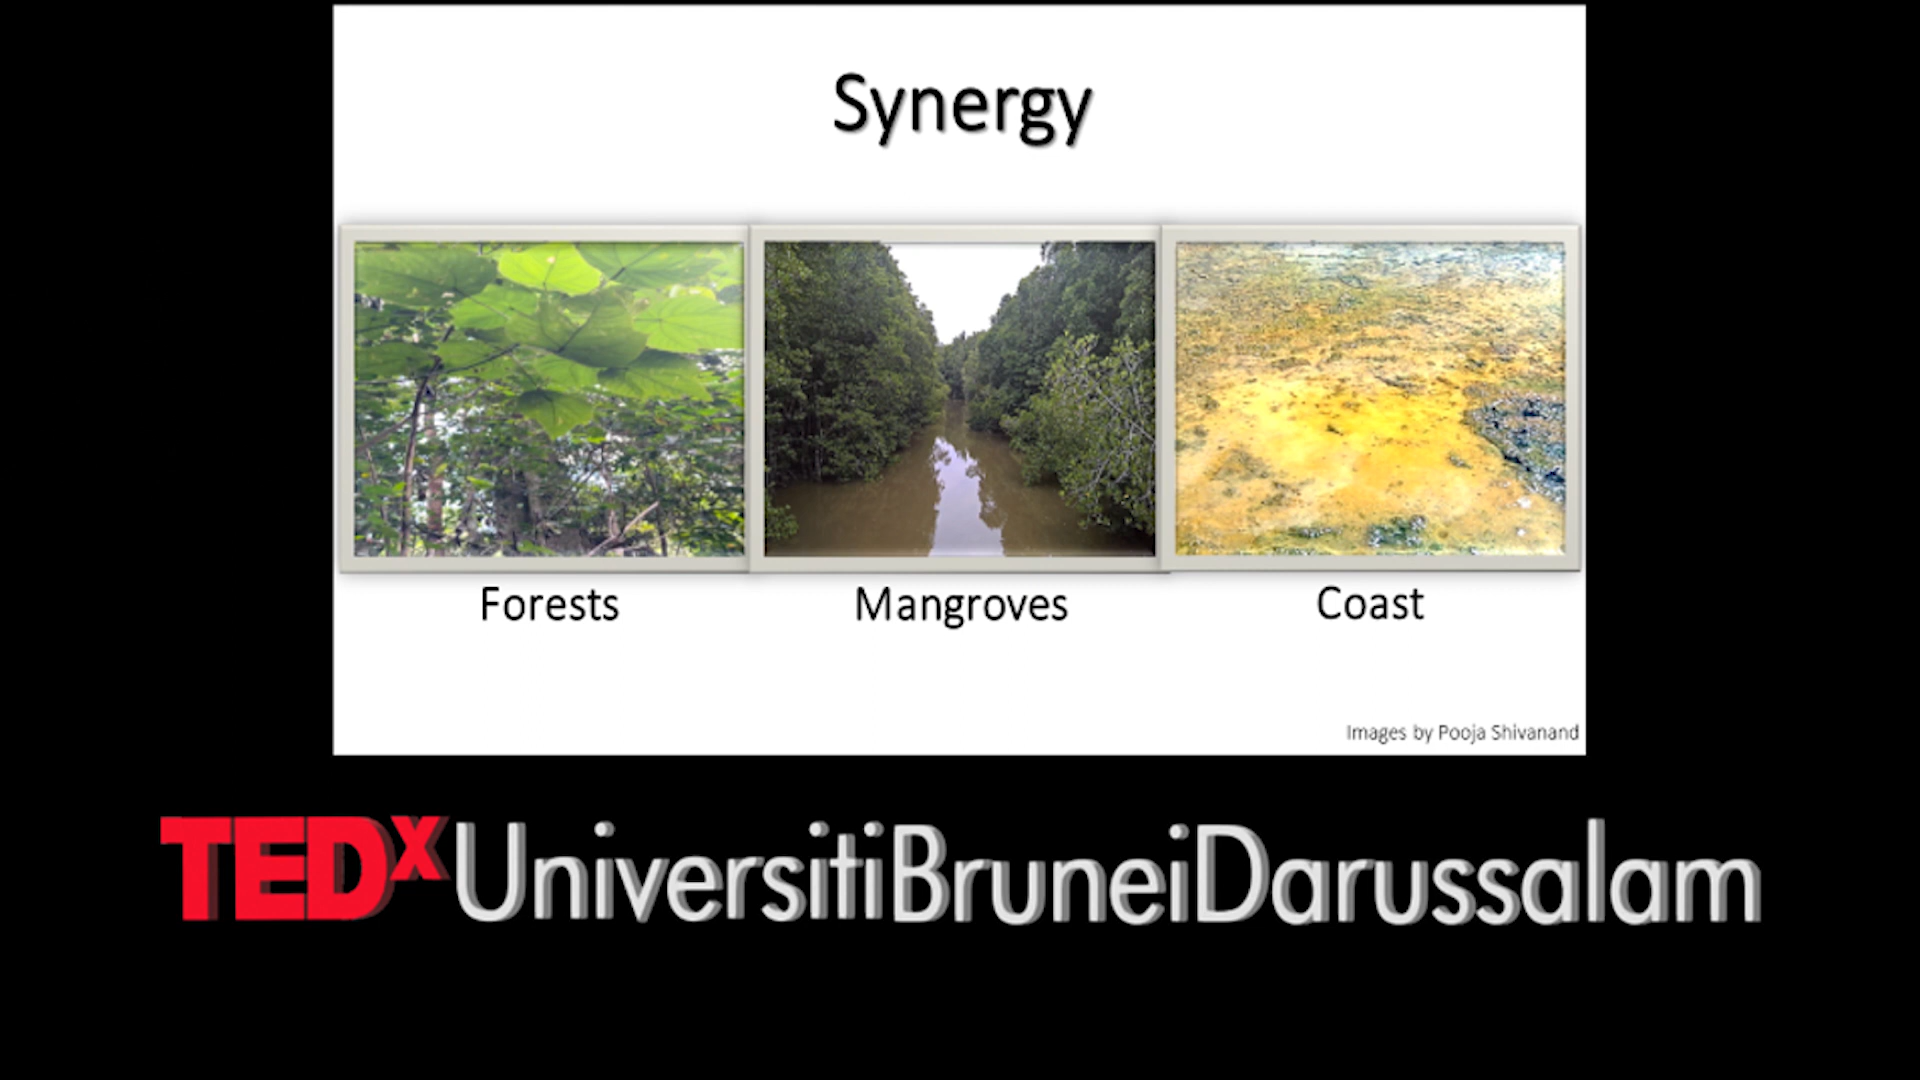 Synergy
Forests
Mangroves
Coast
Images by Pooja Shivanand
TEDxUniversitiBruneiDarussalam